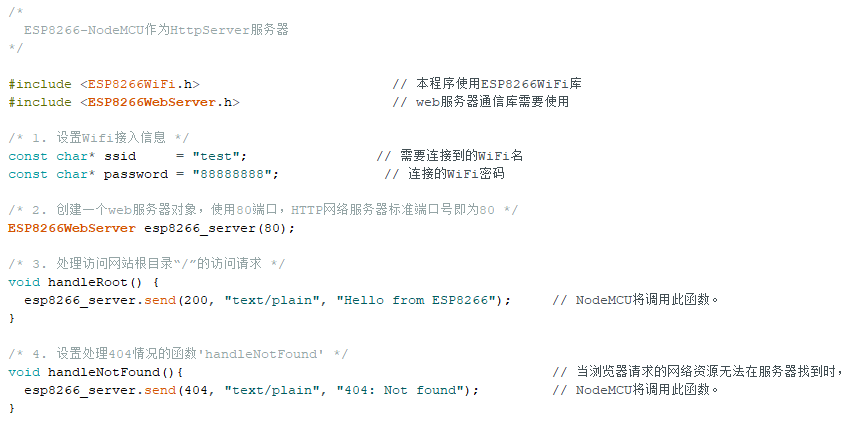 /*
  ESP8266-NodeMCU作为HttpServer服务器
*/
#include <ESP8266WiFi.h>                        // 本程序使用ESP8266WiFi库
#include <ESP8266WebServer.h>                   // web服务器通信库需要使用
/* 1. 设置Wifi接入信息 */
const char* ssid     = "test";                // 需要连接到的WiFi名
const char* password = "88888888";             // 连接的WiFi密码
/* 2. 创建一个web服务器对象，使用80端口，HTTP网络服务器标准端口号即为80 */
ESP8266WebServer esp8266_server(80);
/* 3. 处理访问网站根目录“/”的访问请求 */
void handleRoot() {
  esp8266_server.send(200, "text/plain", "Hello from ESP8266");     // NodeMCU将调用此函数。
}
/* 4. 设置处理404情况的函数'handleNotFound' */
void handleNotFound(){                                              // 当浏览器请求的网络资源无法在服务器找到时，
  esp8266_server.send(404, "text/plain", "404: Not found");         // NodeMCU将调用此函数。
}